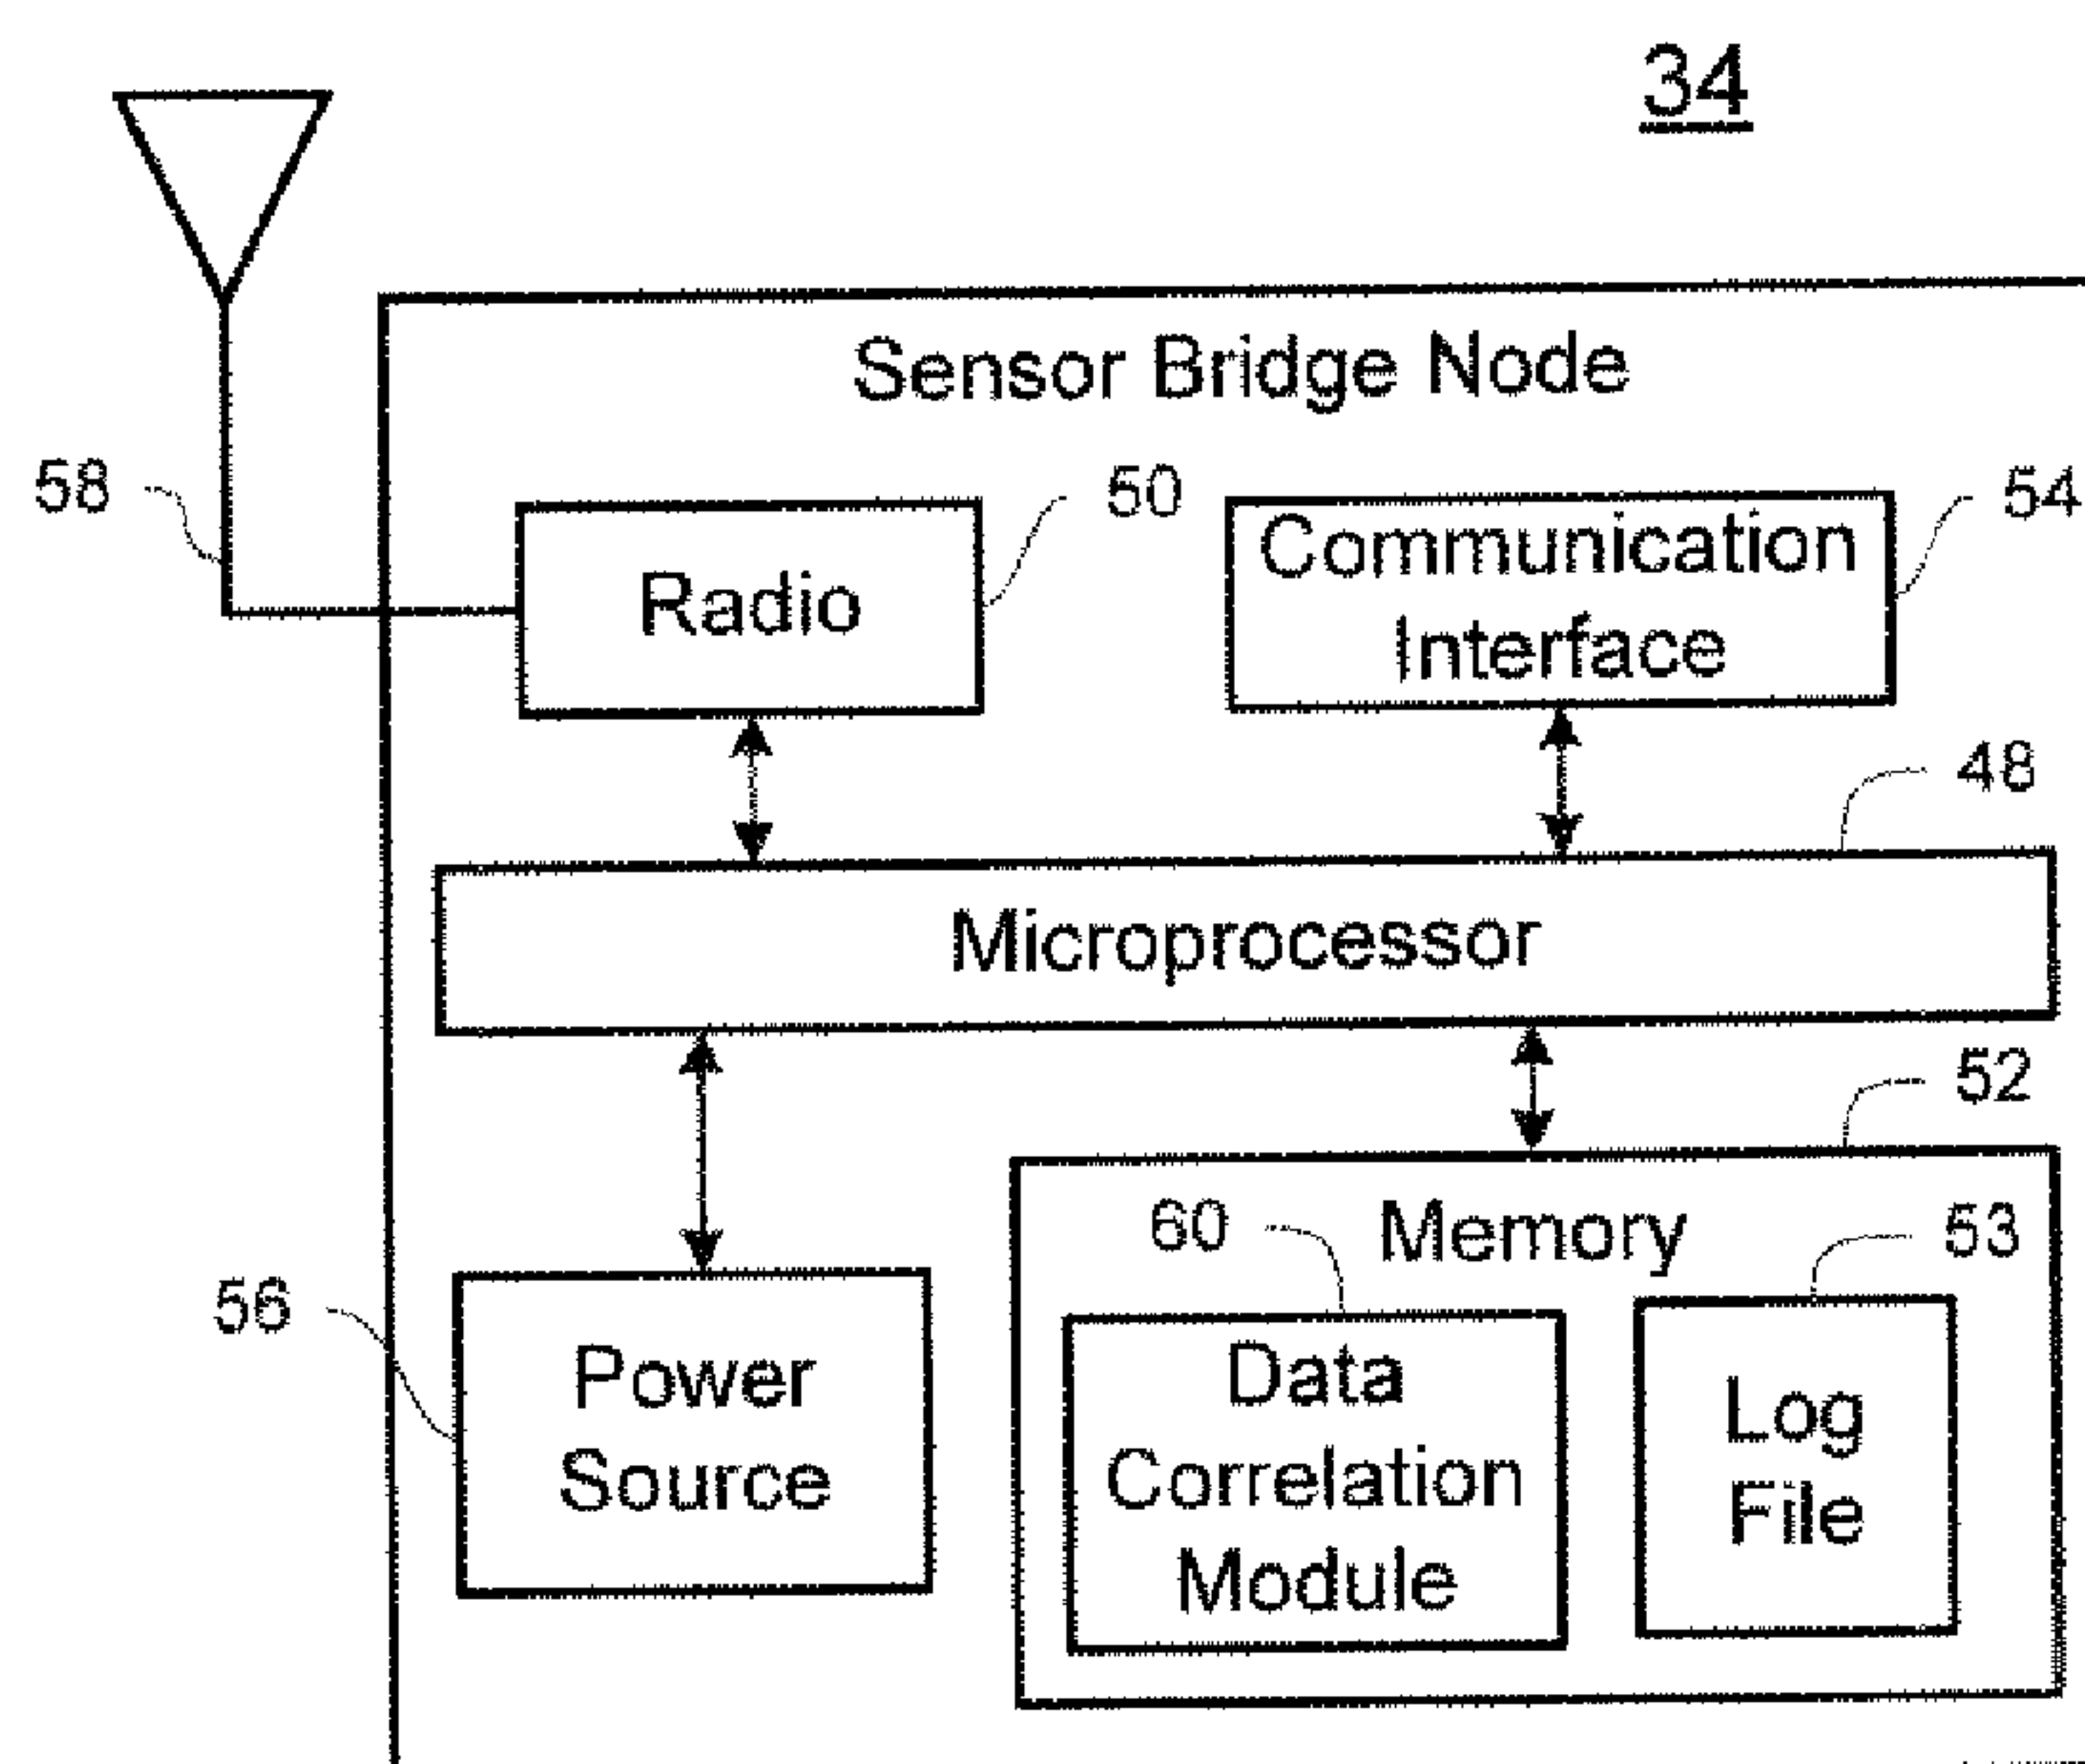 34
Sensor Bridge Node
58
50
54
Radio
Communication
Interface
48
Microprocessor
52
60
Memory
53
56
Power
Source
Data
Correlation
Module
Log
File